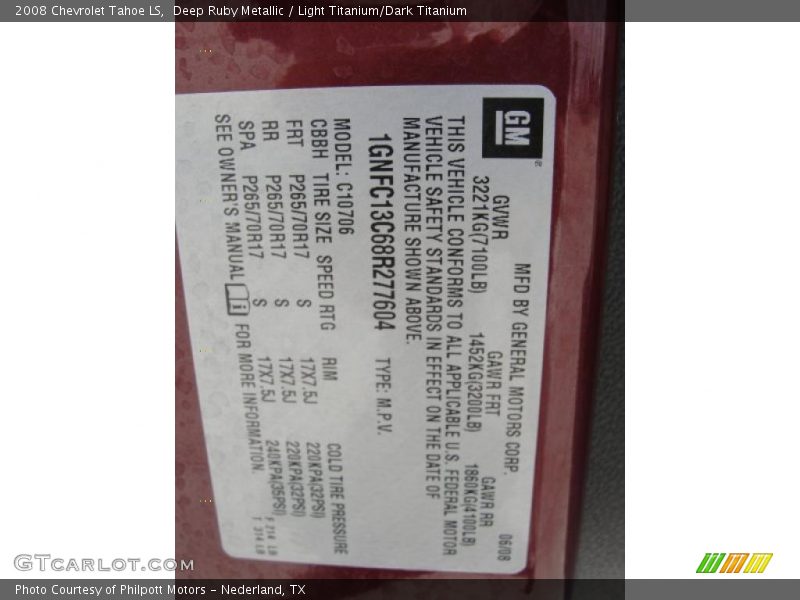 2008 Chevrolet Tahoe LS, Deep Ruby Metallic / Light Titanium/Dark Titanium
GM
®
MFD BY GENERAL MOTORS CORP. 06/08
GVWR GAWR FRT GAWR RR
3221KG(7100LB) 1452KG(3200LB) 1860KG(4100LB)
THIS VEHICLE CONFORMS TO ALL APPLICABLE U.S. FEDERAL MOTOR
VEHICLE SAFETY STANDARDS IN EFFECT ON THE DATE OF
MANUFACTURE SHOWN ABOVE.
1GNFC13C68R277604 TYPE: M.P.V.
MODEL: C10706
CBBH TIRE SIZE SPEED RTG RIM COLD TIRE PRESSURE
FRT P265/70R17 S 17X7.5J 220KPA(32PSI)
RR P265/70R17 S 17X7.5J 220KPA(32PSI)
SPA P265/70R17 S 17X7.5J 240KPA(35PSI)
SEE OWNER'S MANUAL i FOR MORE INFORMATION.
GTCarLot.com
Photo Courtesy of Philpott Motors - Nederland, TX